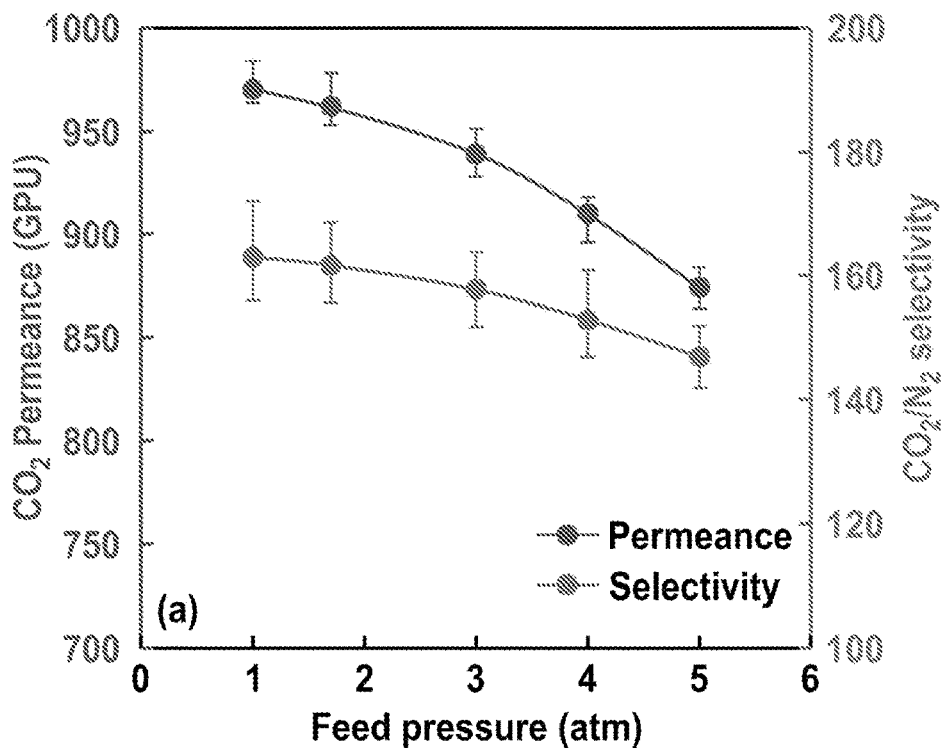 1000
950
900
850
800
750
700
CO₂ Permeance (GPU)
200
180
160
140
120
100
CO₂/N₂ selectivity
Permeance
Selectivity
(a)
0 1 2 3 4 5 6
Feed pressure (atm)